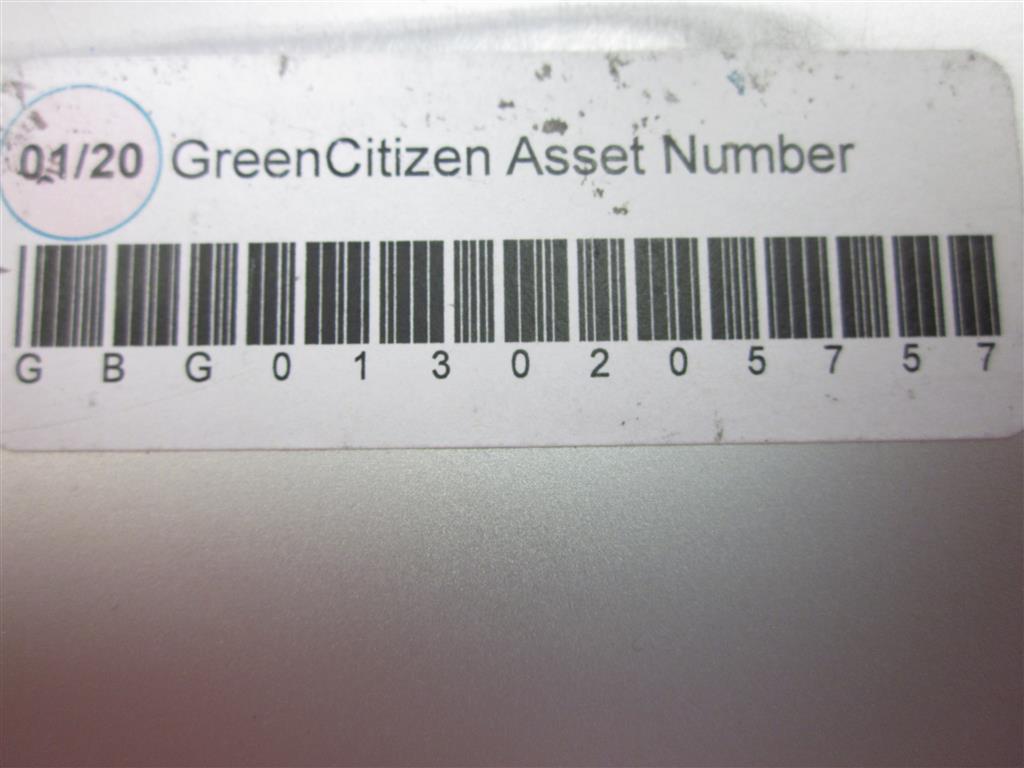 01/20 GreenCitizen Asset Number
G B G 0 1 3 0 2 0 5 7 5 7